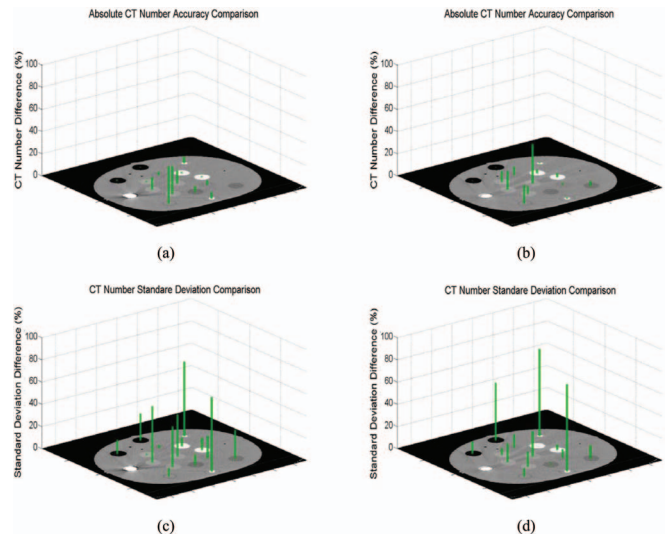 Absolute CT Number Accuracy Comparison
CT Number Difference (%)
100
80
60
40
20
0
(a)
Absolute CT Number Accuracy Comparison
CT Number Difference (%)
100
80
60
40
20
0
(b)
CT Number Standare Deviation Comparison
Standard Deviation Difference (%)
100
80
60
40
20
0
(c)
CT Number Standare Deviation Comparison
Standard Deviation Difference (%)
100
80
60
40
20
0
(d)